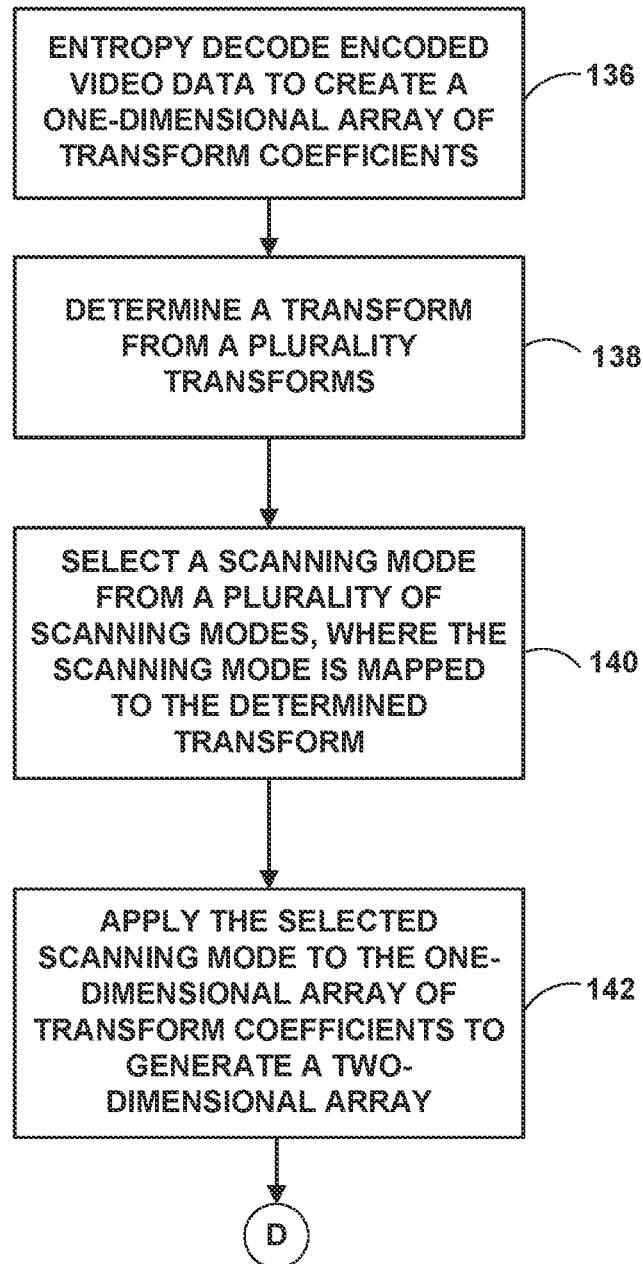 ENTROPY DECODE ENCODED
VIDEO DATA TO CREATE A
ONE-DIMENSIONAL ARRAY OF
TRANSFORM COEFFICIENTS
136
DETERMINE A TRANSFORM
FROM A PLURALITY
TRANSFORMS
138
SELECT A SCANNING MODE
FROM A PLURALITY OF
SCANNING MODES, WHERE THE
SCANNING MODE IS MAPPED
TO THE DETERMINED
TRANSFORM
140
APPLY THE SELECTED
SCANNING MODE TO THE ONE-
DIMENSIONAL ARRAY OF
TRANSFORM COEFFICIENTS TO
GENERATE A TWO-
DIMENSIONAL ARRAY
142
D